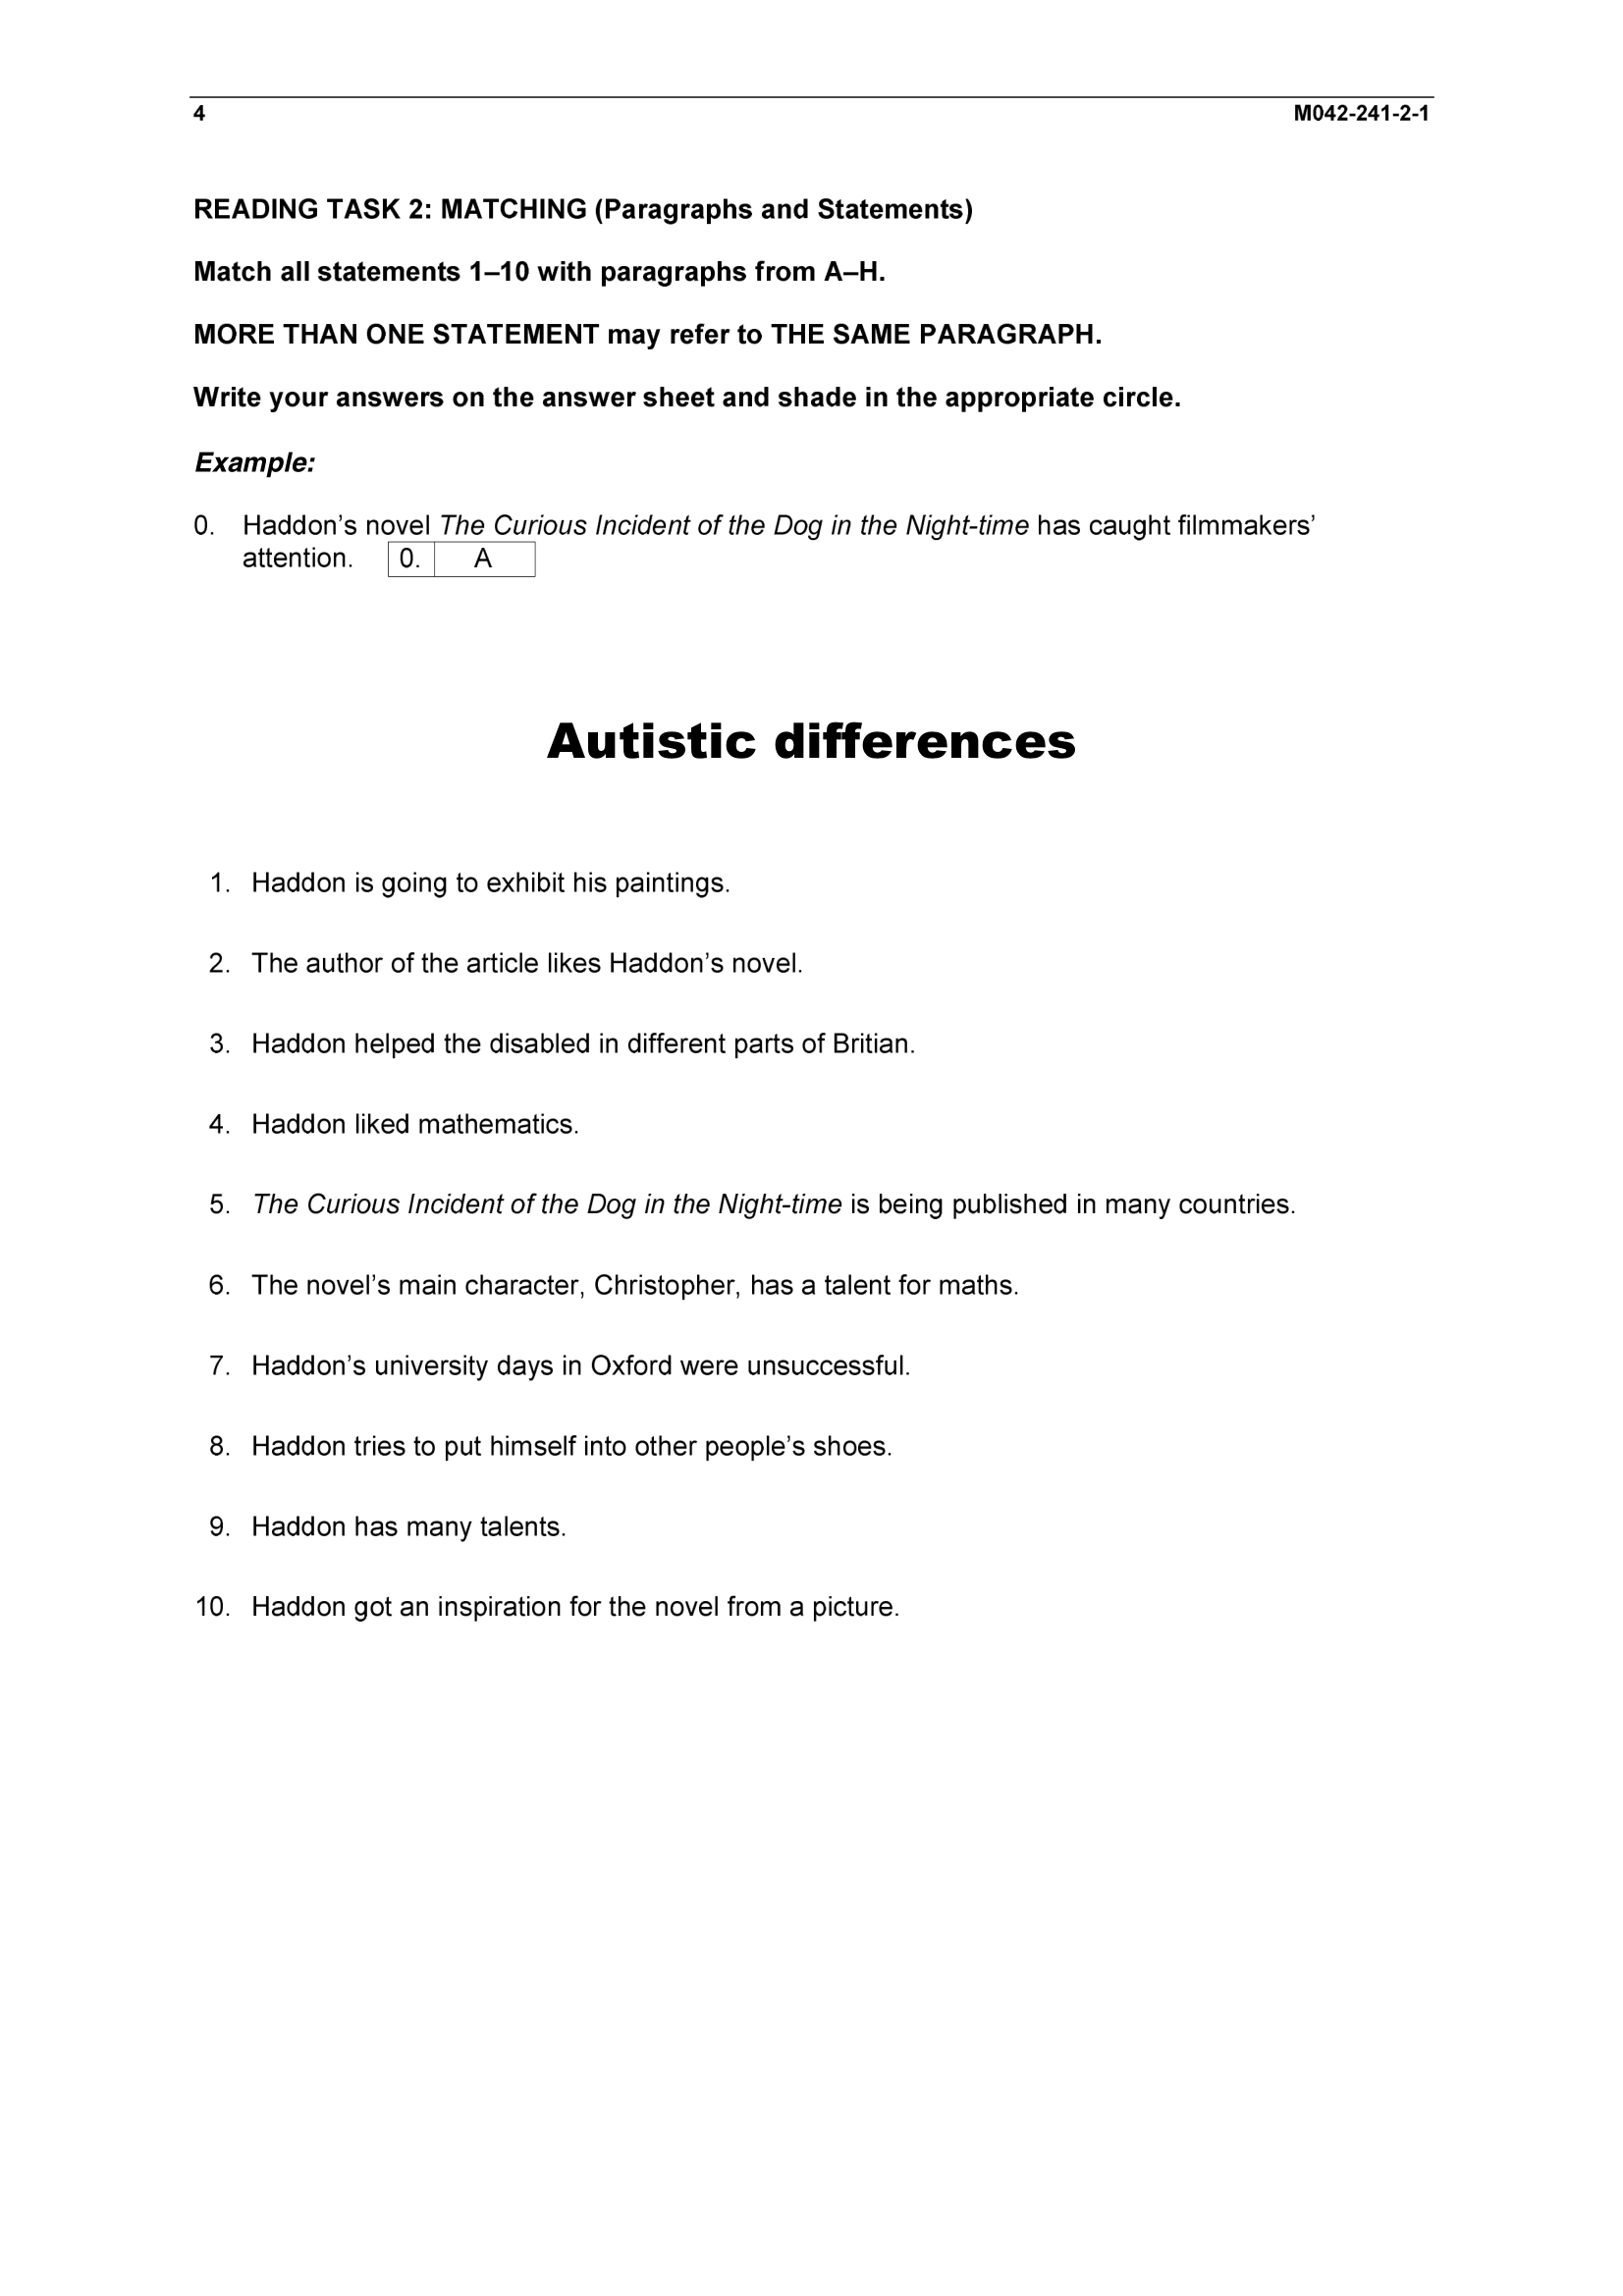 4 M042-241-2-1
READING TASK 2: MATCHING (Paragraphs and Statements)
Match all statements 1–10 with paragraphs from A–H.
MORE THAN ONE STATEMENT may refer to THE SAME PARAGRAPH.
Write your answers on the answer sheet and shade in the appropriate circle.
Example:
0. Haddon’s novel The Curious Incident of the Dog in the Night-time has caught filmmakers’
attention. 0. A
Autistic differences
1. Haddon is going to exhibit his paintings.
2. The author of the article likes Haddon’s novel.
3. Haddon helped the disabled in different parts of Britian.
4. Haddon liked mathematics.
5. The Curious Incident of the Dog in the Night-time is being published in many countries.
6. The novel’s main character, Christopher, has a talent for maths.
7. Haddon’s university days in Oxford were unsuccessful.
8. Haddon tries to put himself into other people’s shoes.
9. Haddon has many talents.
10. Haddon got an inspiration for the novel from a picture.